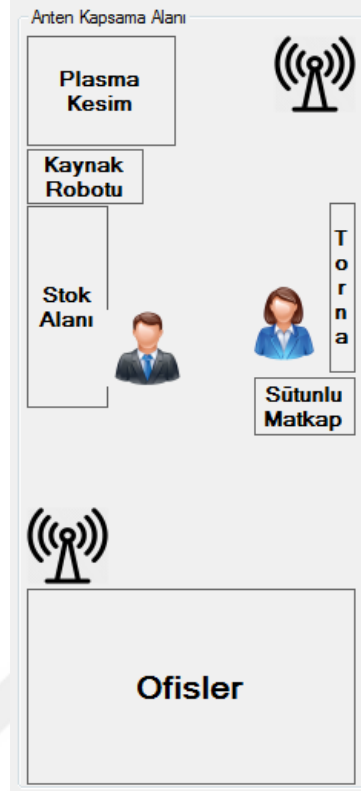 Anten Kapsama Alanı
Plasma
Kesim
Kaynak
Robotu
Stok
Alanı
T
o
r
n
a
Sütunlu
Matkap
Ofisler